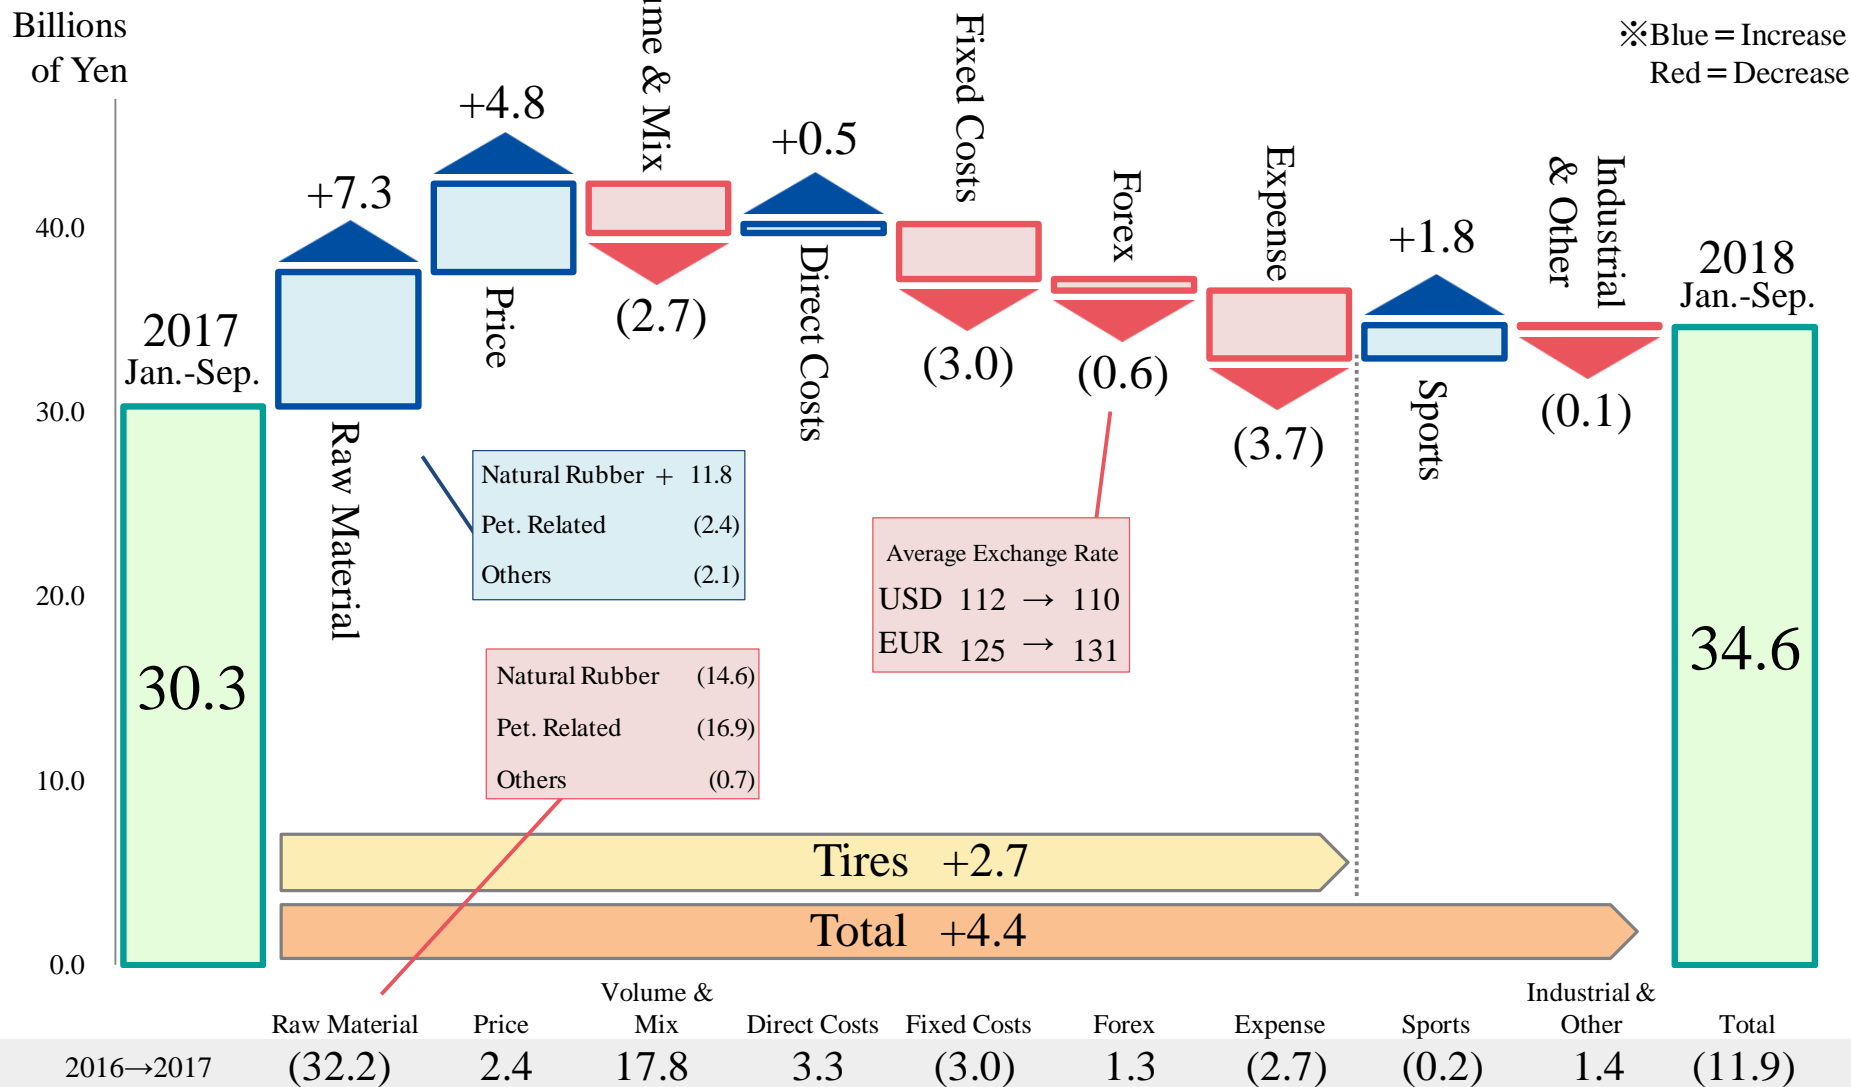 Billions
of Yen
※Blue＝Increase
Red＝Decrease
40.0
30.0
20.0
10.0
0.0
2017
Jan.-Sep.
30.3
+7.3
Raw Material
+4.8
Price
& Mix
(2.7)
+0.5
Direct Costs
Fixed Costs
(3.0)
Forex
(0.6)
Expense
(3.7)
+1.8
Sports
Industrial
& Other
(0.1)
2018
Jan.-Sep.
34.6
Natural Rubber + 11.8
Pet. Related (2.4)
Others (2.1)
Average Exchange Rate
USD 112 → 110
EUR 125 → 131
Natural Rubber (14.6)
Pet. Related (16.9)
Others (0.7)
Tires +2.7
Total +4.4
Raw Material Price Volume & Mix Direct Costs Fixed Costs Forex Expense Sports Industrial & Other Total
2016→2017 (32.2) 2.4 17.8 3.3 (3.0) 1.3 (2.7) (0.2) 1.4 (11.9)